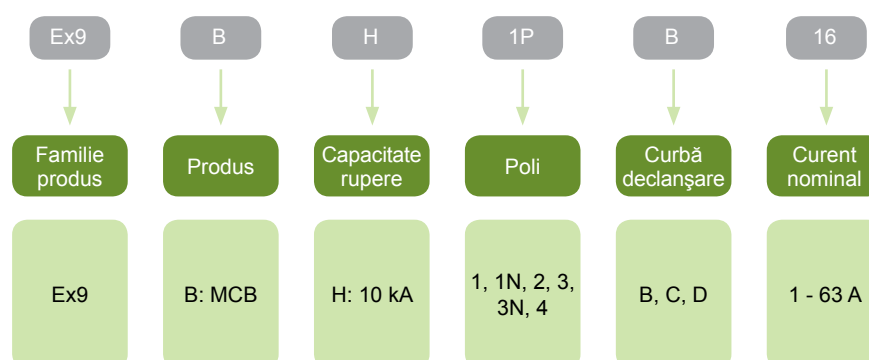 Ex9
B
H
1P
B
16
Familie
produs
Produs
Capacitate
rupere
Poli
Curbă
declanşare
Curent
nominal
Ex9
B: MCB
H: 10 kA
1, 1N, 2, 3,
3N, 4
B, C, D
1 - 63 A